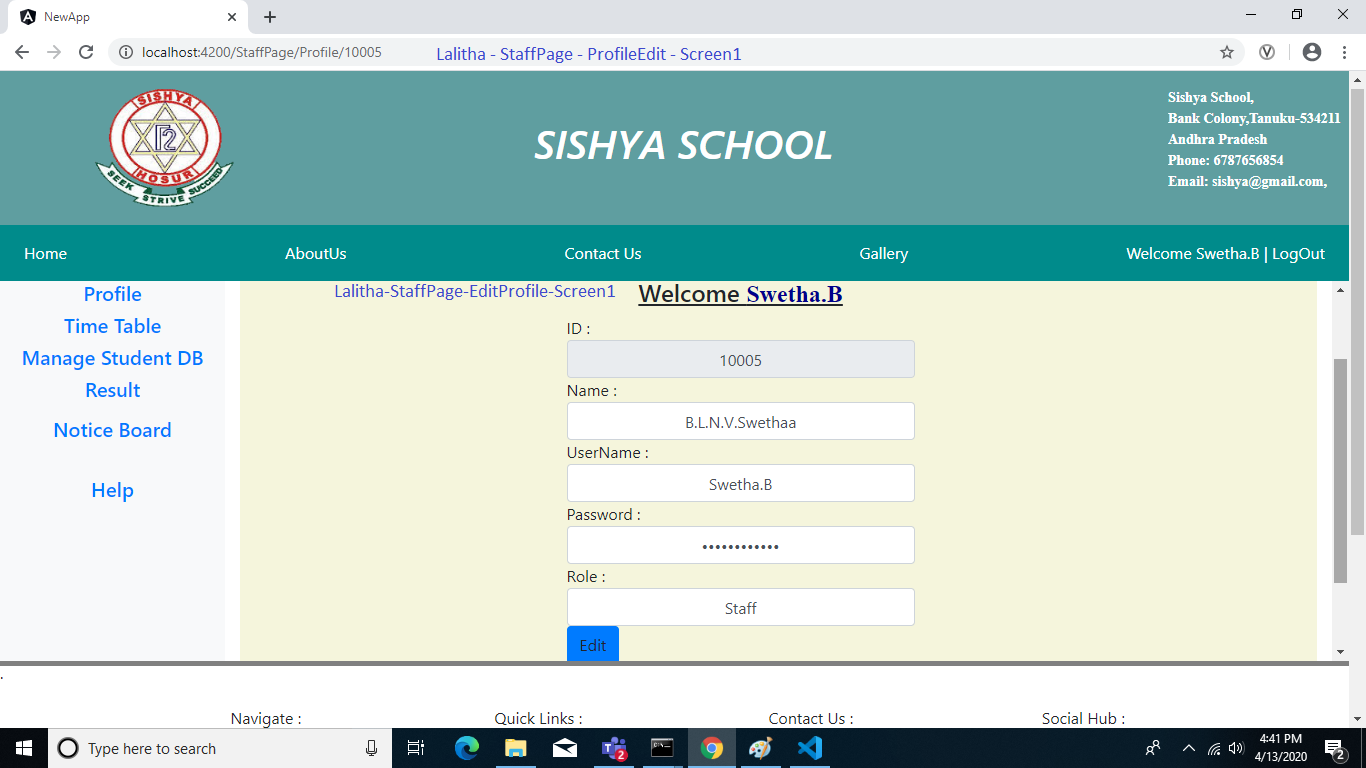 NewApp
localhost:4200/StaffPage/Profile/10005
Lalitha - StaffPage - ProfileEdit - Screen1
SISHYA
HOSUR
SEEK STRIVE SUCCEED
SISHYA SCHOOL
Sishya School,
Bank Colony,Tanuku-534211
Andhra Pradesh
Phone: 6787656854
Email: sishya@gmail.com,
Home AboutUs Contact Us Gallery Welcome Swetha.B | LogOut
Profile
Time Table
Manage Student DB
Result
Notice Board
Help
Lalitha-StaffPage-EditProfile-Screen1
Welcome Swetha.B
ID :
10005
Name :
B.L.N.V.Swethaa
UserName :
Swetha.B
Password :
••••••••••••
Role :
Staff
Edit
.
Navigate : Quick Links : Contact Us : Social Hub :
Type here to search
2
4:41 PM
4/13/2020
2